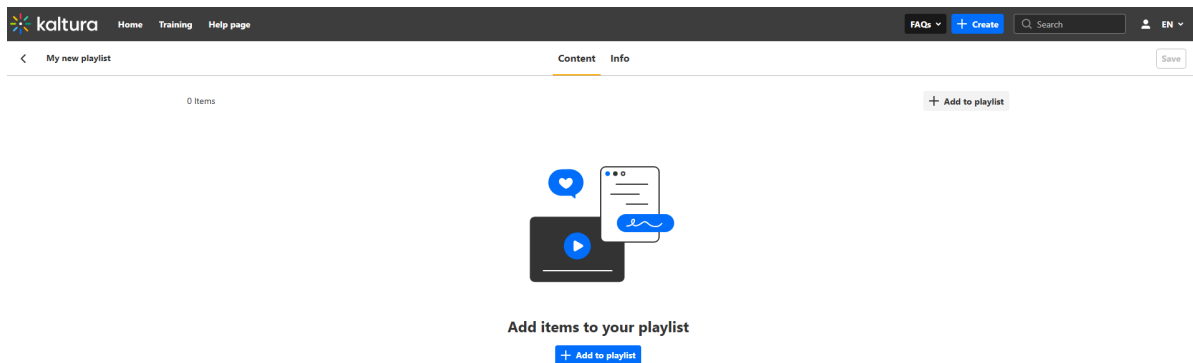 kaltura Home Training Help page FAQs + Create Search EN
My new playlist Content Info Save
0 Items + Add to playlist
Add items to your playlist
+ Add to playlist